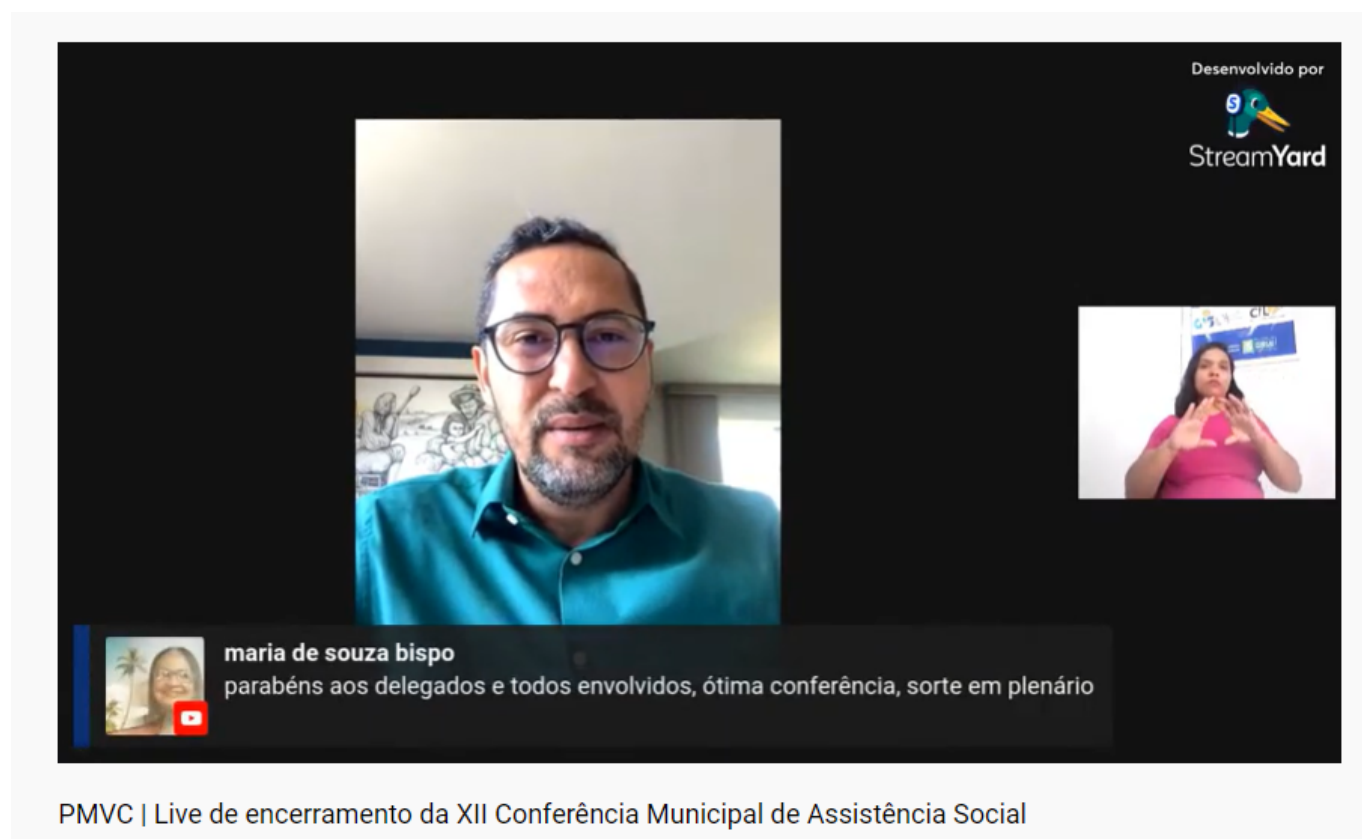 Desenvolvido por
StreamYard
maria de souza bispo
parabéns aos delegados e todos envolvidos, ótima conferência, sorte em plenário
PMVC | Live de encerramento da XII Conferência Municipal de Assistência Social